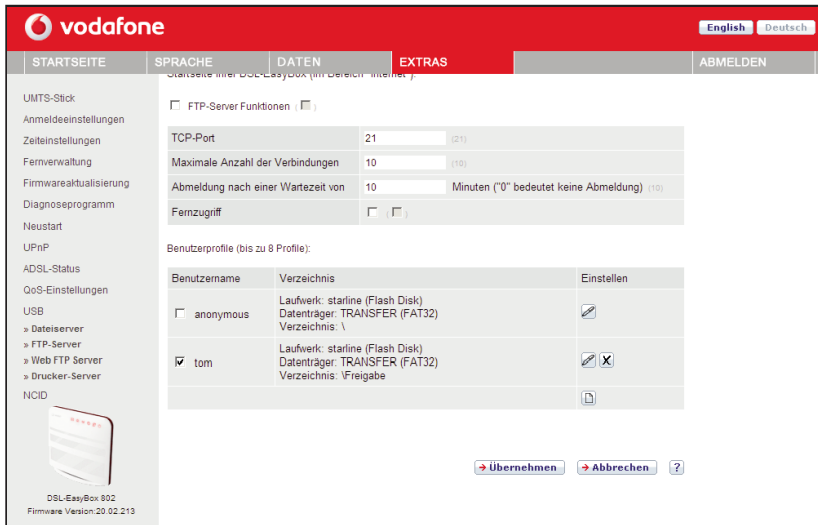 vodafone
English Deutsch
STARTSEITE SPRACHE DATEN EXTRAS ABMELDEN
Startseite Ihrer DSL-EasyBox (im Bereich "Internet").
UMTS-Stick
Anmeldeeinstellungen
Zeiteinstellungen
Fernverwaltung
Firmwareaktualisierung
Diagnoseprogramm
Neustart
UPnP
ADSL-Status
QoS-Einstellungen
USB
» Dateiserver
» FTP-Server
» Web FTP Server
» Drucker-Server
NCID
DSL-EasyBox 802
Firmware Version:20.02.213
FTP-Server Funktionen ( )
TCP-Port 21 (21)
Maximale Anzahl der Verbindungen 10 (10)
Abmeldung nach einer Wartezeit von 10 Minuten ("0" bedeutet keine Abmeldung) (10)
Fernzugriff ( )
Benutzerprofile (bis zu 8 Profile):
Benutzername Verzeichnis Einstellen
anonymous
Laufwerk: starline (Flash Disk)
Datenträger: TRANSFER (FAT32)
Verzeichnis: \
tom
Laufwerk: starline (Flash Disk)
Datenträger: TRANSFER (FAT32)
Verzeichnis: \Freigabe
X
Übernehmen Abbrechen ?